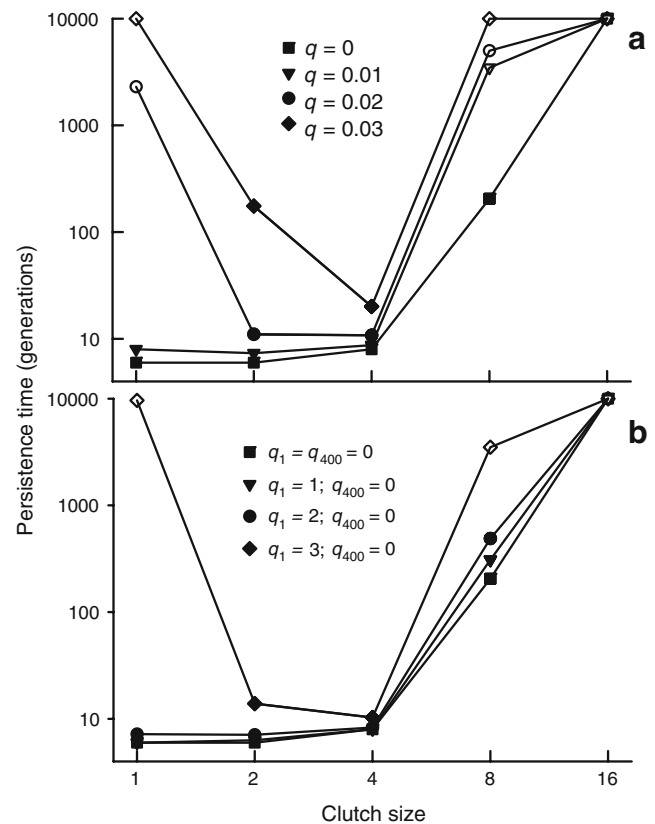 10000
1000
100
10
a
q = 0
q = 0.01
q = 0.02
q = 0.03
Persistence time (generations)
10000
1000
100
10
b
q₁ = q₄₀₀ = 0
q₁ = 1; q₄₀₀ = 0
q₁ = 2; q₄₀₀ = 0
q₁ = 3; q₄₀₀ = 0
1 2 4 8 16
Clutch size